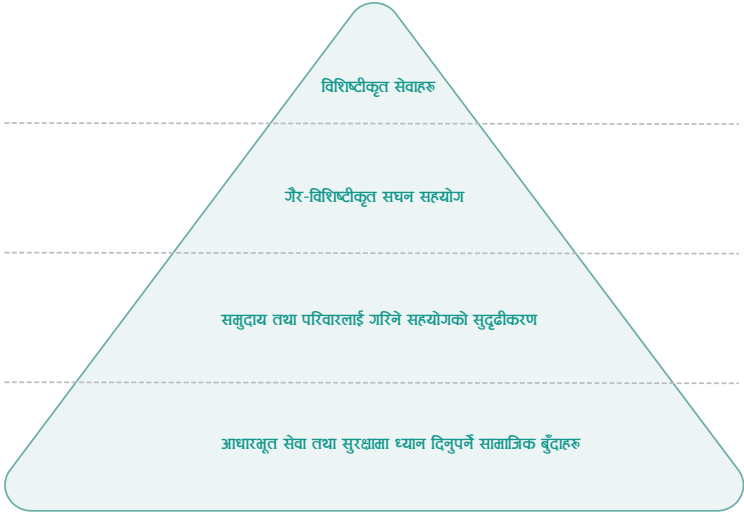 विशिष्टीकृत सेवाहरू
गैर-विशिष्टीकृत सघन सहयोग
समुदाय तथा परिवारलाई गरिने सहयोगको सुदृढीकरण
आधारभूत सेवा तथा सुरक्षामा ध्यान दिनुपर्ने सामाजिक बुँदाहरू